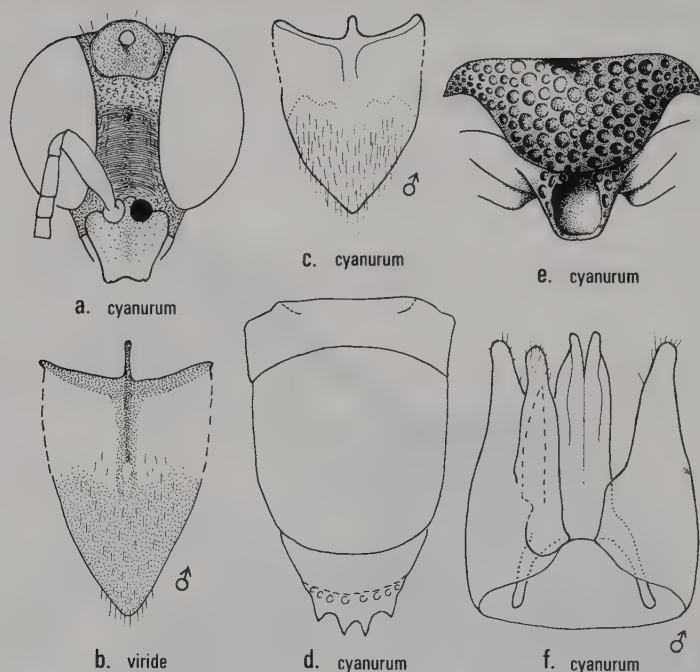 a. cyanurum
c. cyanurum
♂
e. cyanurum
b. viride
♂
d. cyanurum
f. cyanurum
♂